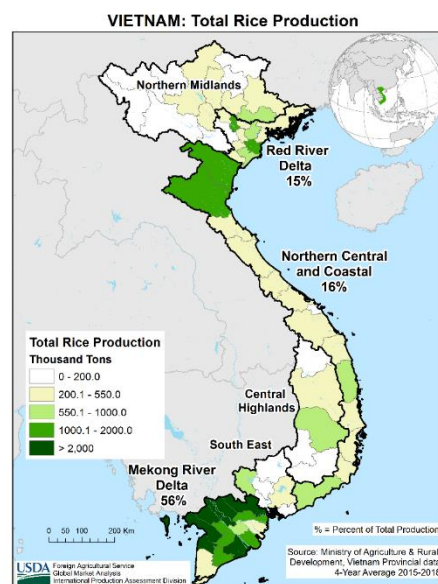 VIETNAM: Total Rice Production
Northern Midlands
Red River
Delta
15%
Northern Central
and Coastal
16%
Total Rice Production
Thousand Tons
0 - 200.0
200.1 - 550.0
550.1 - 1000.0
1000.1 - 2000.0
> 2,000
Central
Highlands
South East
Mekong River
Delta
56%
0 50 100 200 Km
% = Percent of Total Production
Source: Ministry of Agriculture & Rural
Development, Vietnam Provincial data
4-Year Average 2015-2018
USDA
Foreign Agricultural Service
Global Market Analysis
International Production Assessment Division